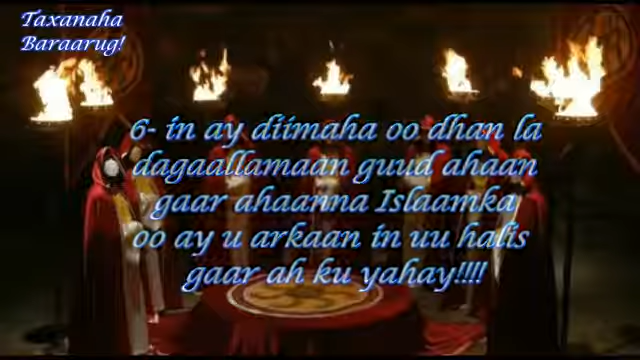 Taxanaha
Baraarug!
6- in ay diimaha oo dhan la
dagaallamaan guud ahaan
gaar ahaanna Islaamka
oo ay u arkaan in uu halis
gaar ah ku yahay!!!!